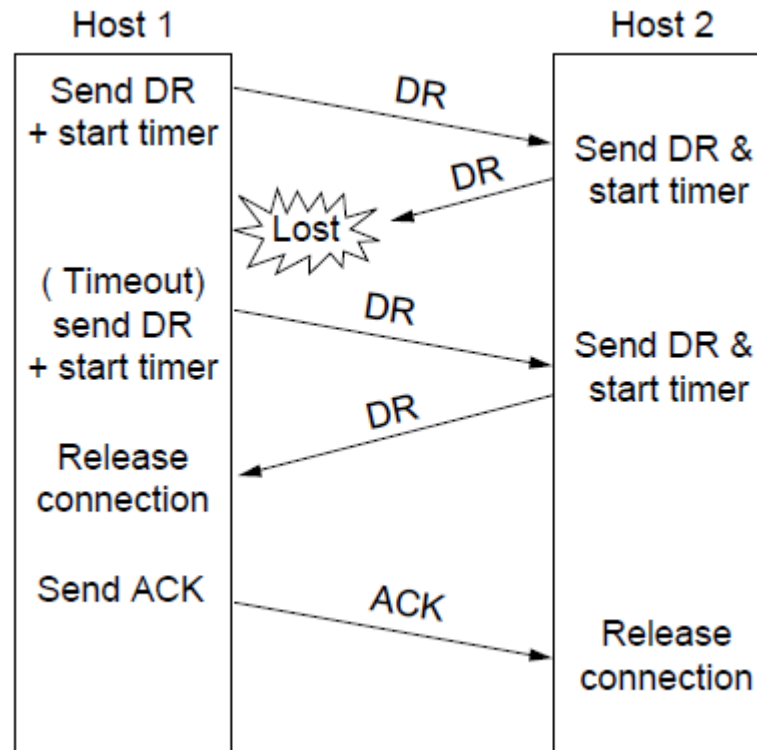 Host 1
Host 2
Send DR
+ start timer
DR
Send DR &
start timer
DR
Lost
( Timeout)
send DR
+ start timer
DR
Send DR &
start timer
DR
Release
connection
Send ACK
ACK
Release
connection